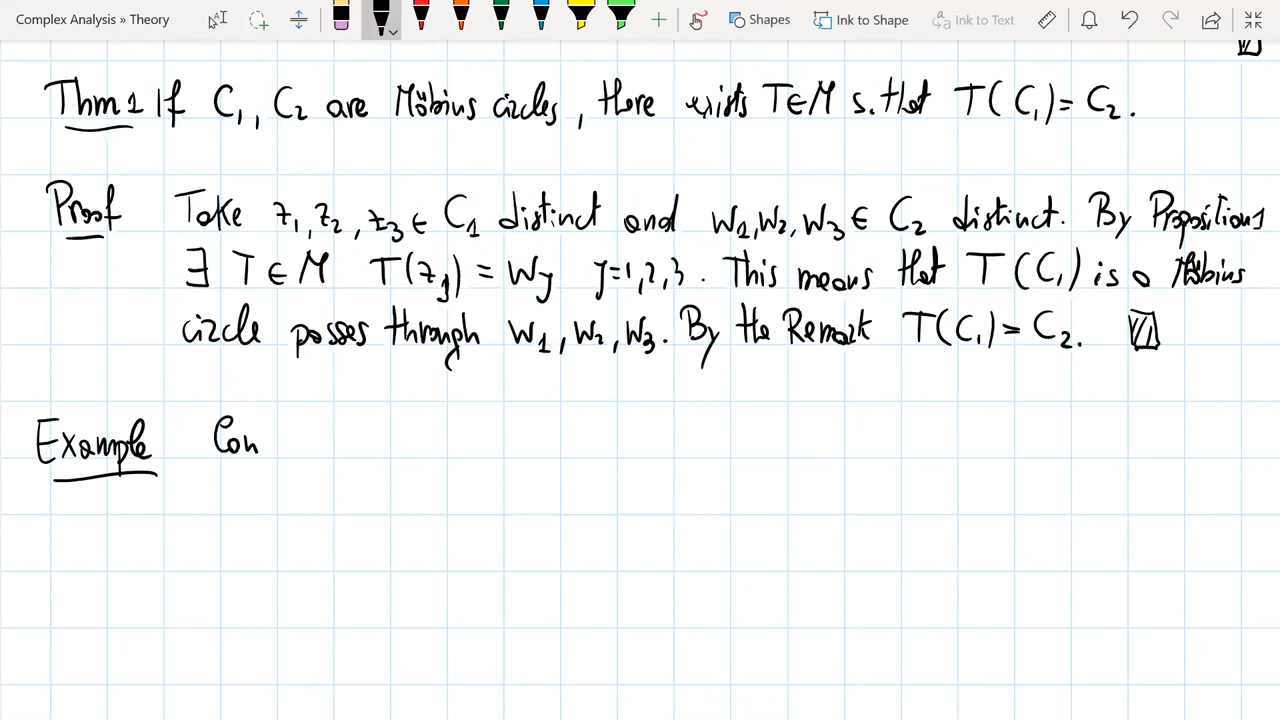 Complex Analysis » Theory
Shapes
Ink to Shape
Ink to Text
Thm 1 If C₁, C₂ are Möbius circles, there exists T∈M s.that T(C₁) = C₂.
Proof Take z₁, z₂, z₃ ∈ C₁ distinct and w₁, w₂, w₃ ∈ C₂ distinct. By Propositions
∃ T ∈ M T(z_j) = w_j j=1,2,3. This means that T(C₁) is a Möbius
circle passes through w₁, w₂, w₃. By the Remark T(C₁) = C₂.
Example Con